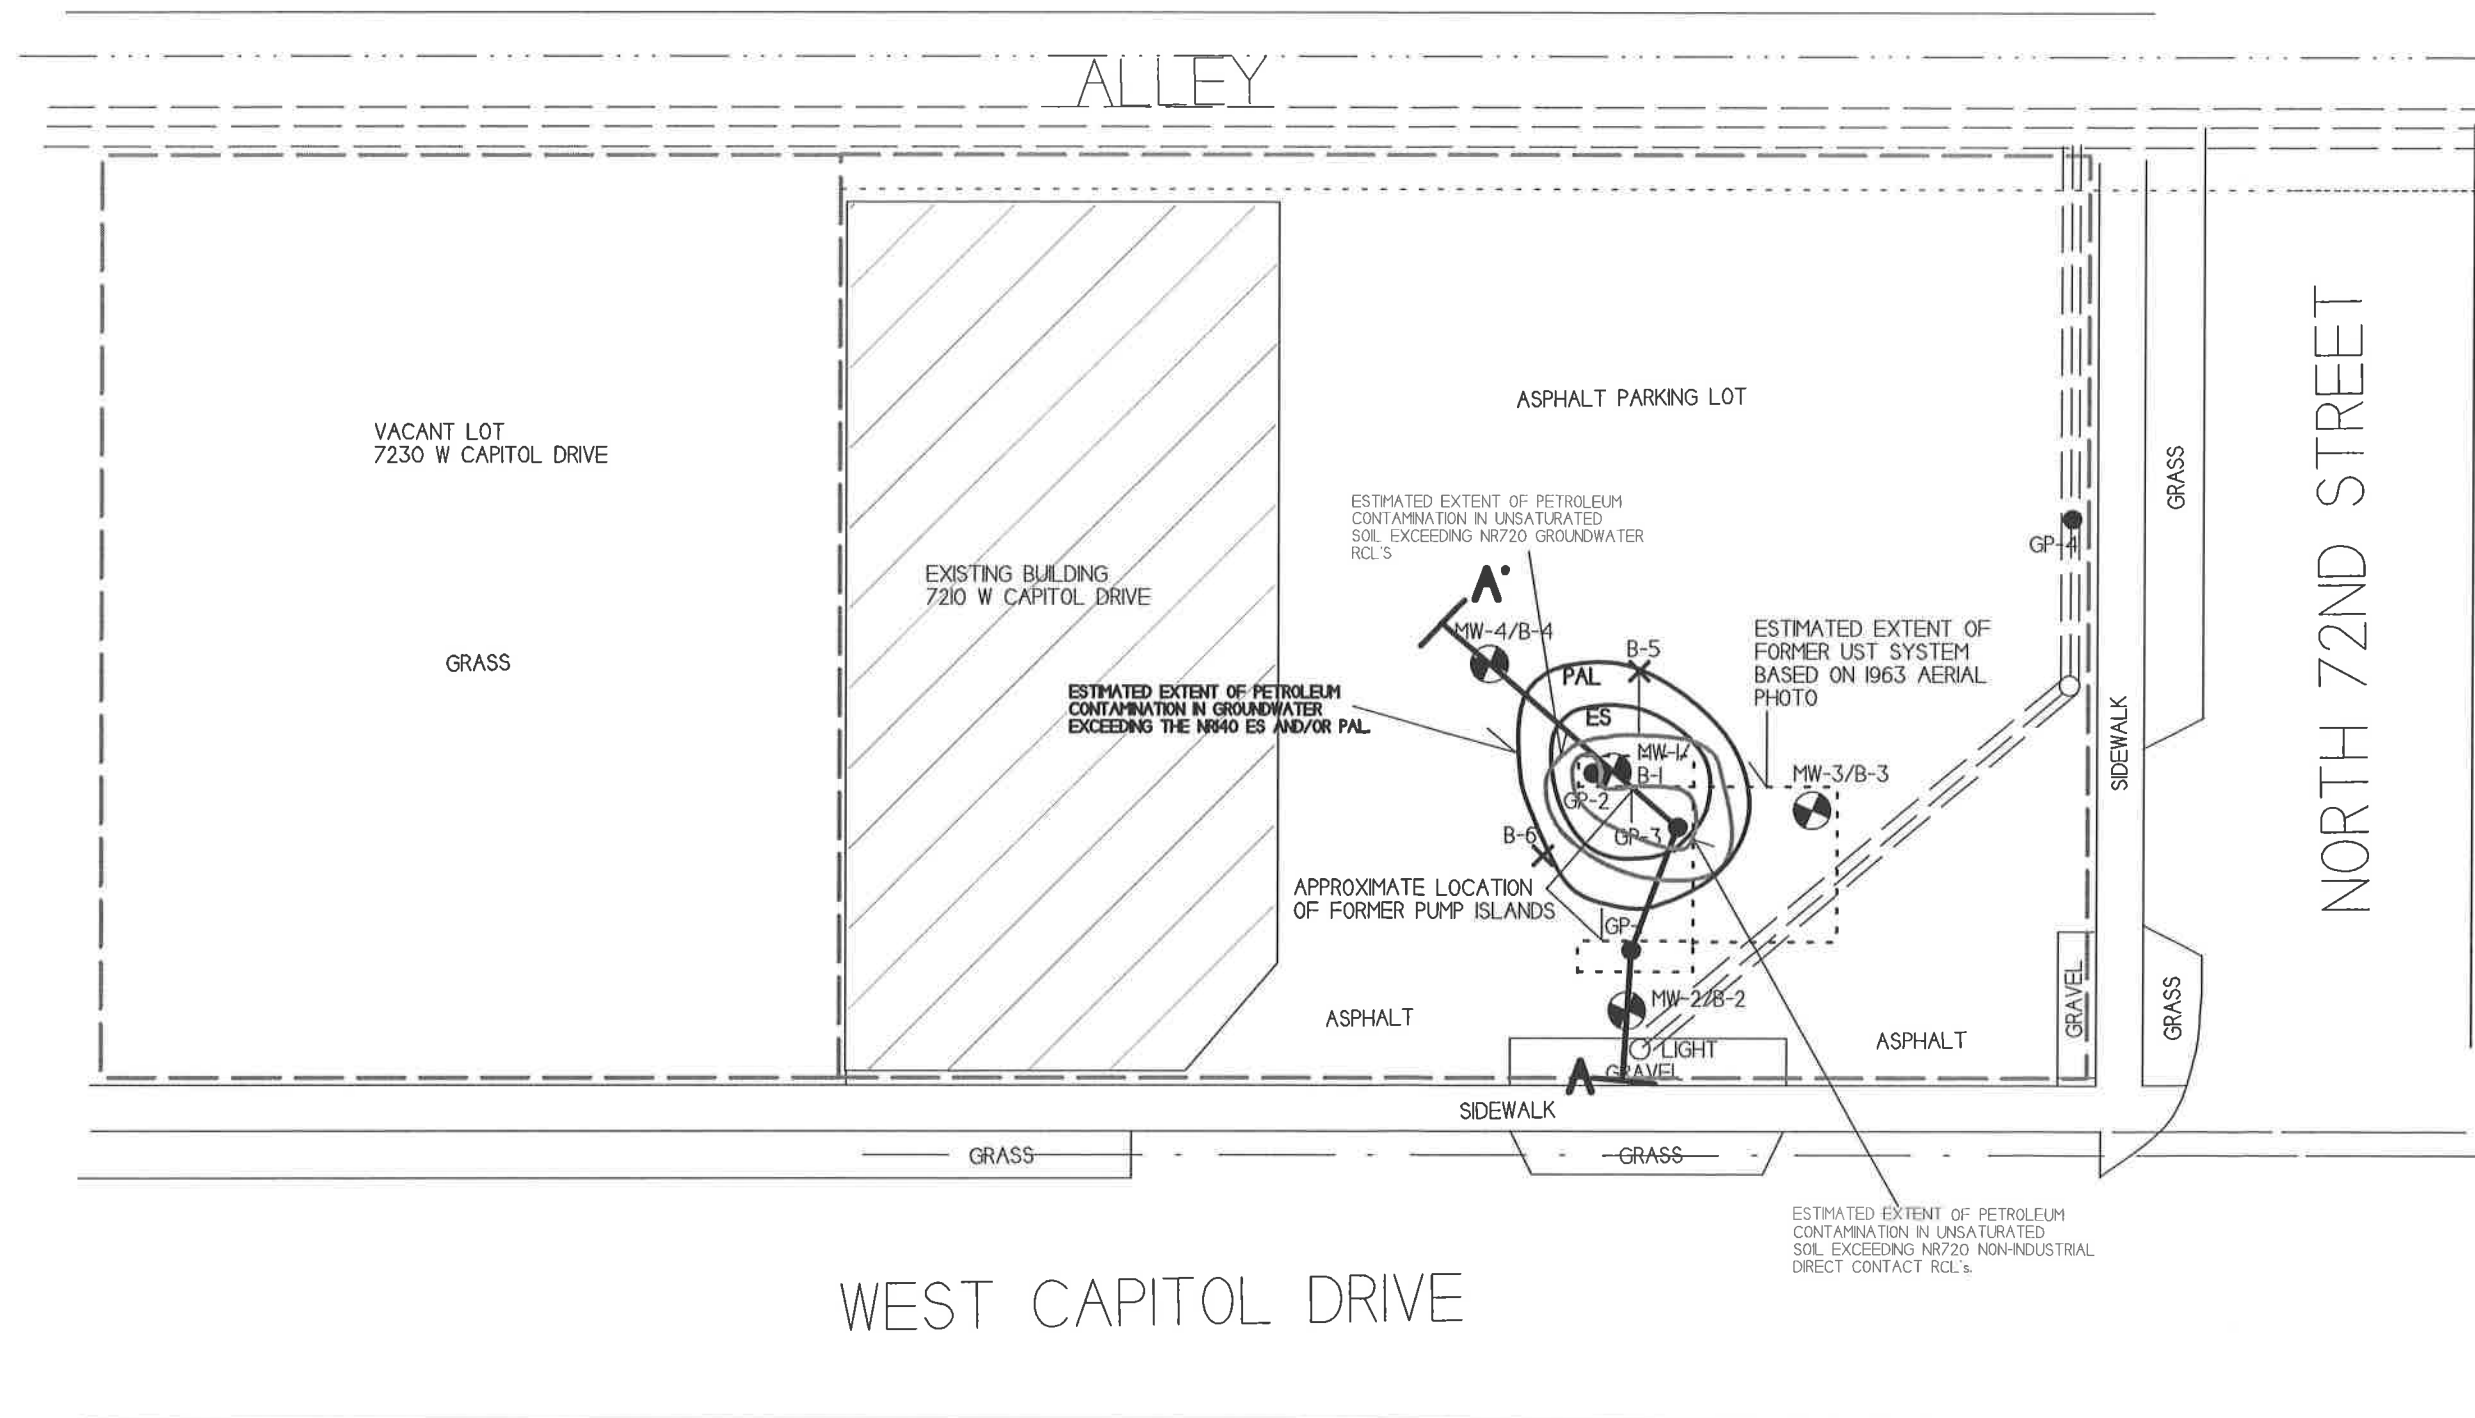 ALLEY
VACANT LOT
7230 W CAPITOL DRIVE
GRASS
EXISTING BUILDING
7210 W CAPITOL DRIVE
ASPHALT PARKING LOT
ESTIMATED EXTENT OF PETROLEUM
CONTAMINATION IN UNSATURATED
SOIL EXCEEDING NR720 GROUNDWATER
RCL'S
A'
MW-4/B-4
B-5
PAL
ES
ESTIMATED EXTENT OF PETROLEUM
CONTAMINATION IN GROUNDWATER
EXCEEDING THE NR140 ES AND/OR PAL.
ESTIMATED EXTENT OF
FORMER UST SYSTEM
BASED ON 1963 AERIAL
PHOTO
MW-1/
B-1
GP-2
GP-3
MW-3/B-3
B-6
APPROXIMATE LOCATION
OF FORMER PUMP ISLANDS
GP-
MW-2/B-2
GP-4
ASPHALT
LIGHT
GRAVEL
A
ASPHALT
GRAVEL
SIDEWALK
GRASS
GRASS
NORTH 72ND STREET
SIDEWALK
GRASS
GRASS
ESTIMATED EXTENT OF PETROLEUM
CONTAMINATION IN UNSATURATED
SOIL EXCEEDING NR720 NON-INDUSTRIAL
DIRECT CONTACT RCL's.
WEST CAPITOL DRIVE